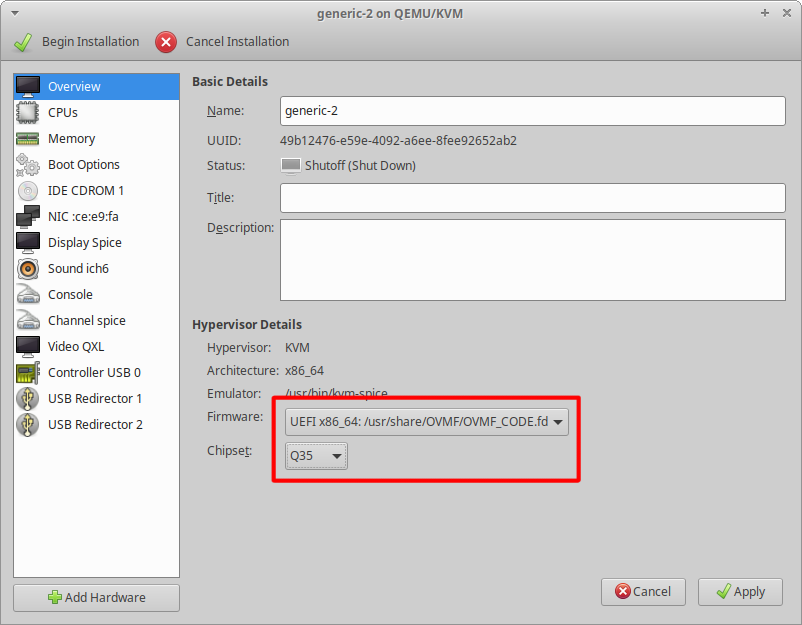 generic-2 on QEMU/KVM
Begin Installation Cancel Installation
Overview
CPUs
Memory
Boot Options
IDE CDROM 1
NIC :ce:e9:fa
Display Spice
Sound ich6
Console
Channel spice
Video QXL
Controller USB 0
USB Redirector 1
USB Redirector 2
Add Hardware
Basic Details
Name: generic-2
UUID: 49b12476-e59e-4092-a6ee-8fee92652ab2
Status: Shutoff (Shut Down)
Title:
Description:
Hypervisor Details
Hypervisor: KVM
Architecture: x86_64
Emulator: /usr/bin/kvm-spice
Firmware: UEFI x86_64: /usr/share/OVMF/OVMF_CODE.fd
Chipset: Q35
Cancel Apply